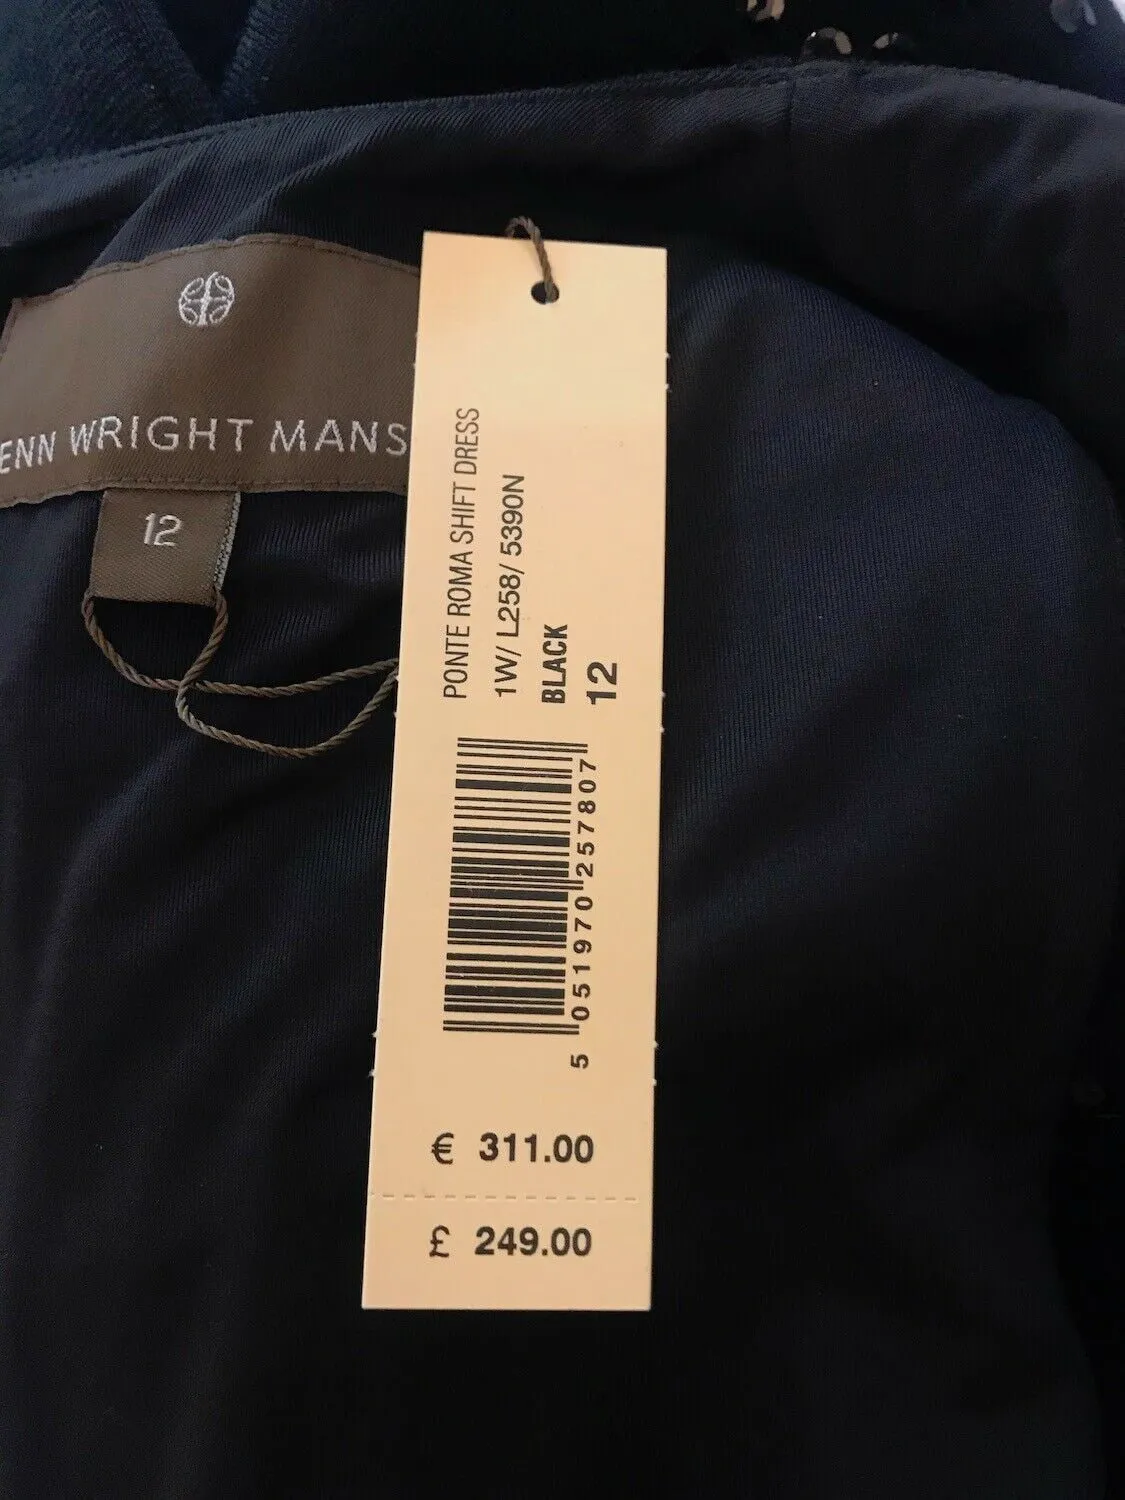 ENN WRIGHT MANS
12
PONTE ROMA SHIFT DRESS
1W/ L258/ 5390N
BLACK
12
5 051970 257807
€ 311.00
£ 249.00